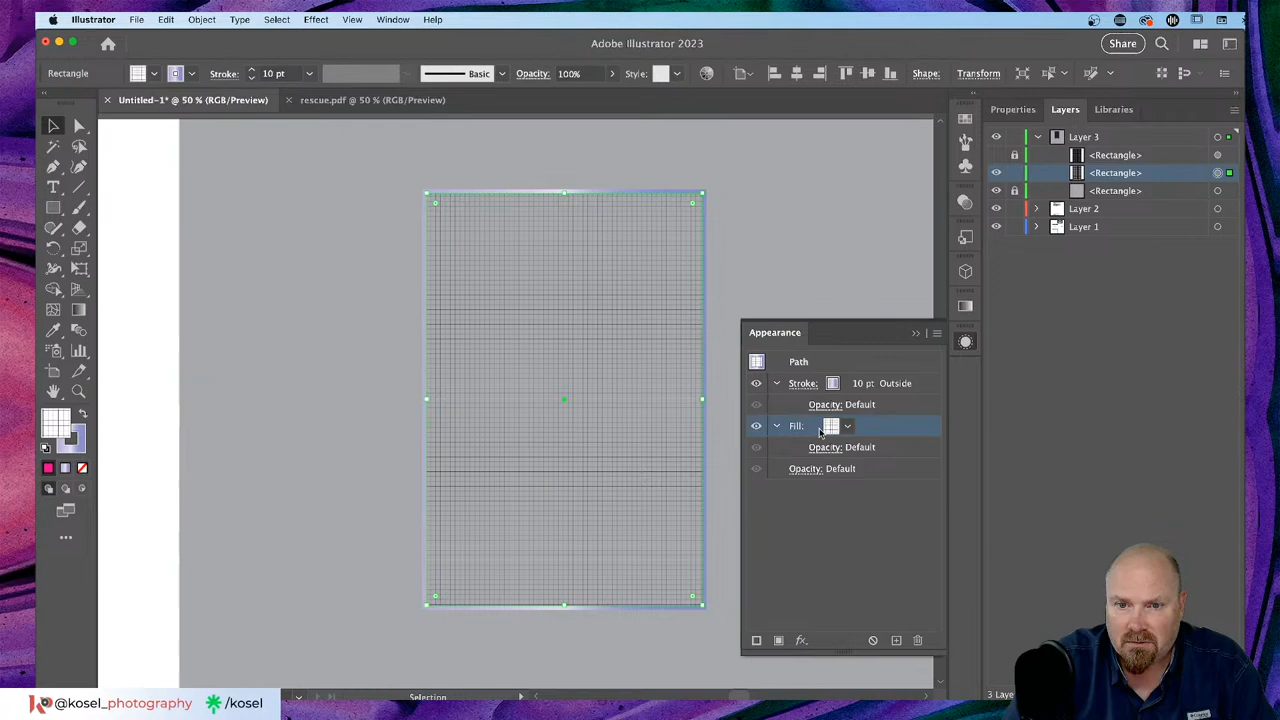 Illustrator File Edit Object Type Select Effect View Window Help
Adobe Illustrator 2023
Share
Rectangle Stroke: 10 pt Basic Opacity: 100% Style: Shape: Transform
× Untitled-1* @ 50 % (RGB/Preview) × rescue.pdf @ 50 % (RGB/Preview)
Properties Layers Libraries
Layer 3
<Rectangle>
<Rectangle>
<Rectangle>
Layer 2
Layer 1
Appearance
Path
Stroke: 10 pt Outside
Opacity: Default
Fill:
Opacity: Default
Opacity: Default
fx
Selection
@kosel_photography /kosel